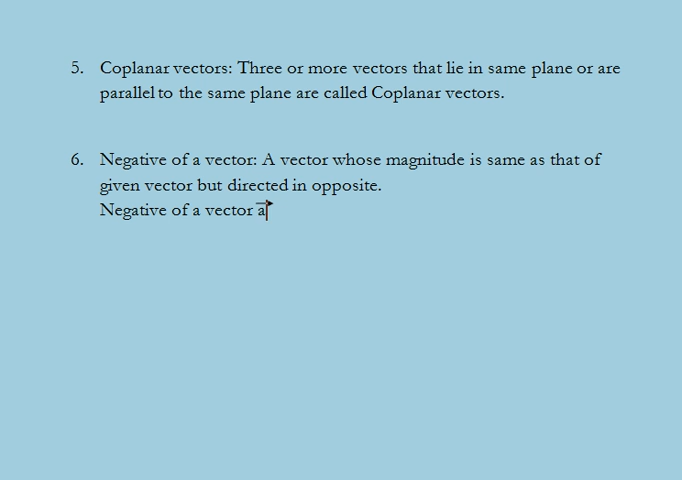 5. Coplanar vectors: Three or more vectors that lie in same plane or are
parallel to the same plane are called Coplanar vectors.
6. Negative of a vector: A vector whose magnitude is same as that of
given vector but directed in opposite.
Negative of a vector a⃗